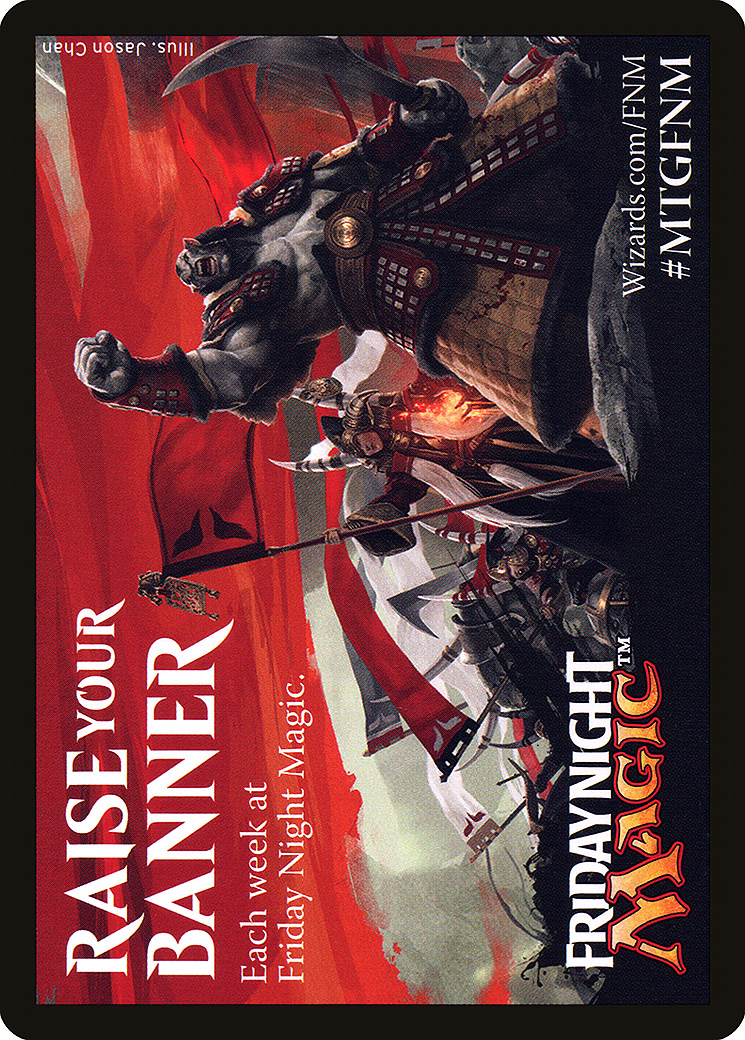 RAISE YOUR
BANNER
Each week at
Friday Night Magic.
FRIDAY NIGHT
MAGIC™
Wizards.com/FNM
#MTGFNM
Illus. Jason Chan